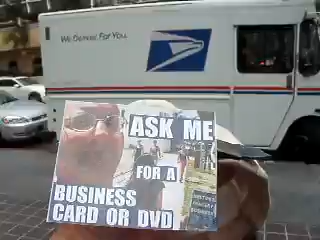 We Deliver For You.
ASK ME
FOR A
BUSINESS
CARD OR DVD